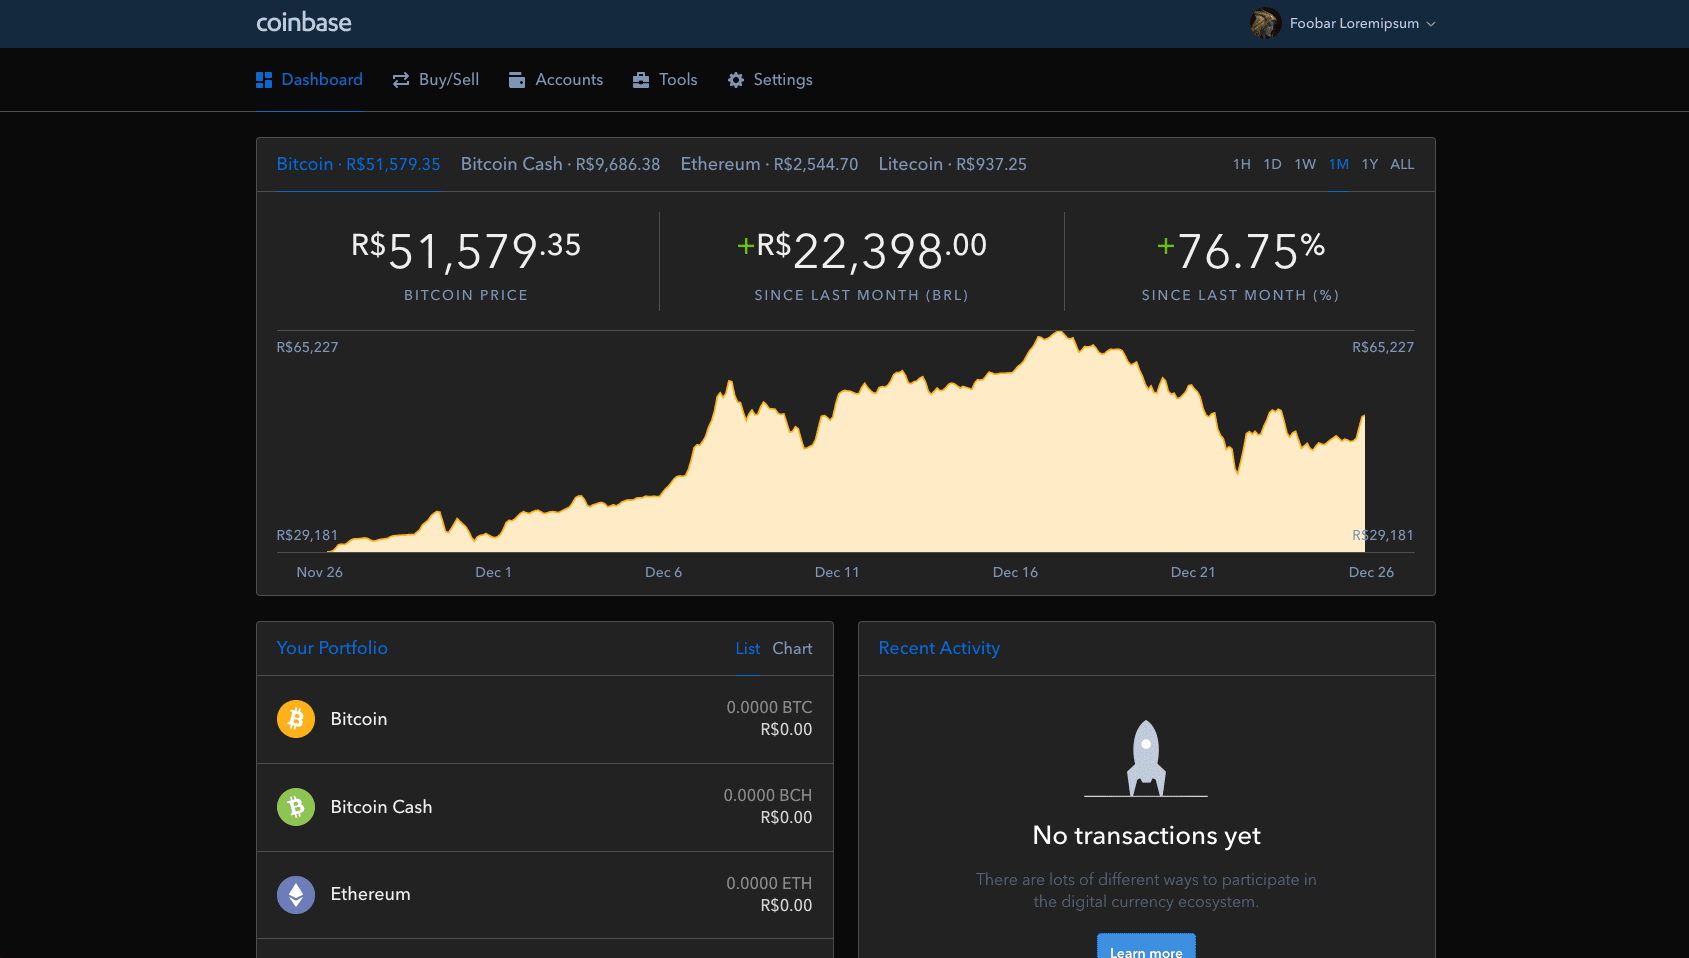 coinbase
Foobar Loremipsum
Dashboard Buy/Sell Accounts Tools Settings
Bitcoin · R$51,579.35 Bitcoin Cash · R$9,686.38 Ethereum · R$2,544.70 Litecoin · R$937.25 1H 1D 1W 1M 1Y ALL
R$51,579.35
BITCOIN PRICE
+R$22,398.00
SINCE LAST MONTH (BRL)
+76.75%
SINCE LAST MONTH (%)
R$65,227 R$65,227
R$29,181 R$29,181
Nov 26 Dec 1 Dec 6 Dec 11 Dec 16 Dec 21 Dec 26
Your Portfolio List Chart
Bitcoin
0.0000 BTC
R$0.00
Bitcoin Cash
0.0000 BCH
R$0.00
Ethereum
0.0000 ETH
R$0.00
Recent Activity
No transactions yet
There are lots of different ways to participate in
the digital currency ecosystem.
Learn more